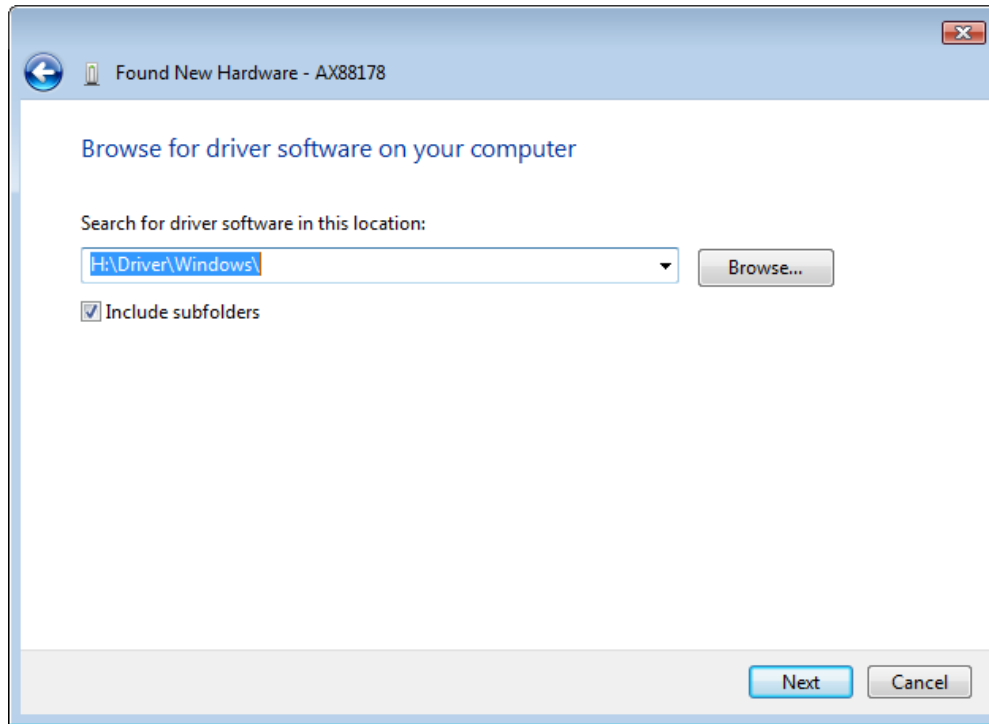 Found New Hardware - AX88178
Browse for driver software on your computer
Search for driver software in this location:
H:\Driver\Windows\
Browse...
Include subfolders
Next
Cancel